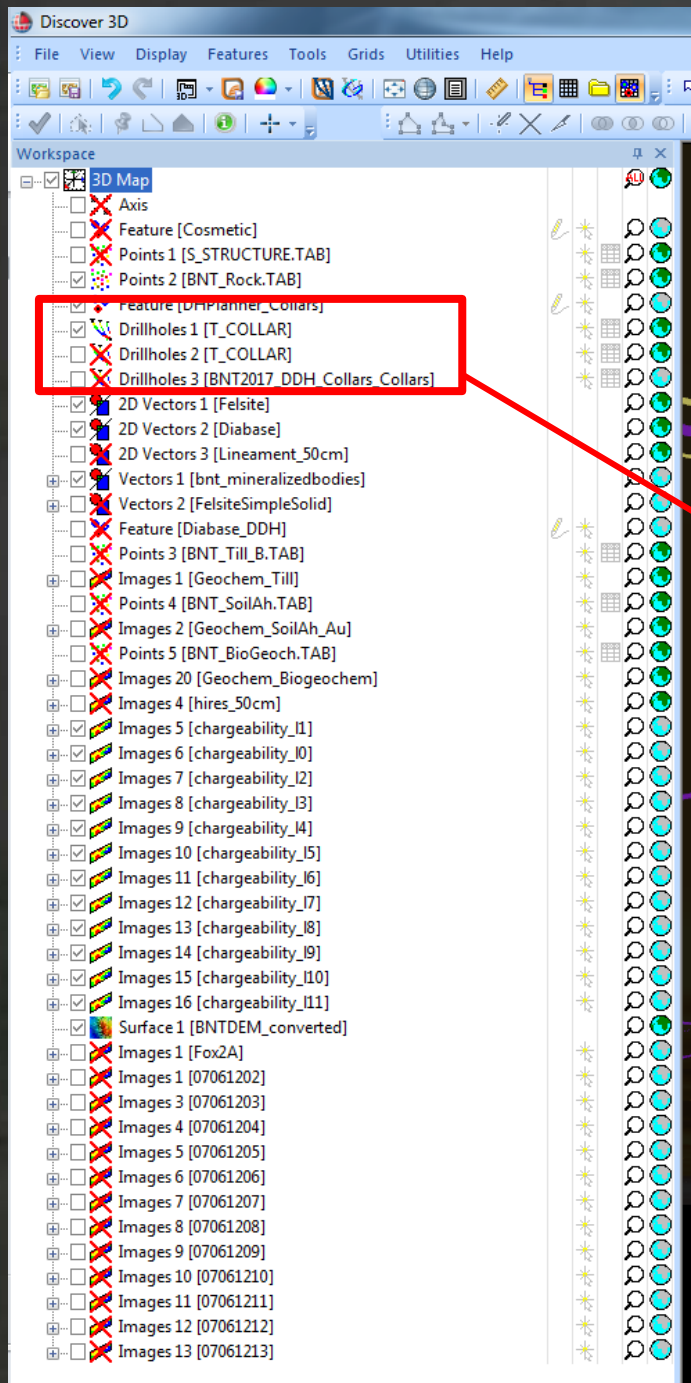 Discover 3D
File View Display Features Tools Grids Utilities Help
Workspace
3D Map
ALL
Axis
Feature [Cosmetic]
Points 1 [S_STRUCTURE.TAB]
Points 2 [BNT_Rock.TAB]
Feature [DHPlanner_Collars]
Drillholes 1 [T_COLLAR]
Drillholes 2 [T_COLLAR]
Drillholes 3 [BNT2017_DDH_Collars_Collars]
2D Vectors 1 [Felsite]
2D Vectors 2 [Diabase]
2D Vectors 3 [Lineament_50cm]
Vectors 1 [bnt_mineralizedbodies]
Vectors 2 [FelsiteSimpleSolid]
Feature [Diabase_DDH]
Points 3 [BNT_Till_B.TAB]
Images 1 [Geochem_Till]
Points 4 [BNT_SoilAh.TAB]
Images 2 [Geochem_SoilAh_Au]
Points 5 [BNT_BioGeoch.TAB]
Images 20 [Geochem_Biogeochem]
Images 4 [hires_50cm]
Images 5 [chargeability_l1]
Images 6 [chargeability_l0]
Images 7 [chargeability_l2]
Images 8 [chargeability_l3]
Images 9 [chargeability_l4]
Images 10 [chargeability_l5]
Images 11 [chargeability_l6]
Images 12 [chargeability_l7]
Images 13 [chargeability_l8]
Images 14 [chargeability_l9]
Images 15 [chargeability_l10]
Images 16 [chargeability_l11]
Surface 1 [BNTDEM_converted]
Images 1 [Fox2A]
Images 1 [07061202]
Images 3 [07061203]
Images 4 [07061204]
Images 5 [07061205]
Images 6 [07061206]
Images 7 [07061207]
Images 8 [07061208]
Images 9 [07061209]
Images 10 [07061210]
Images 11 [07061211]
Images 12 [07061212]
Images 13 [07061213]